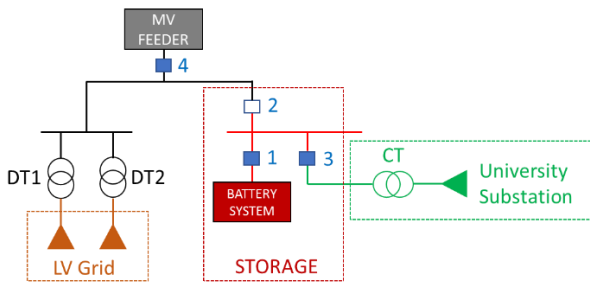 MV
FEEDER
4
2
1
3
CT
University
Substation
DT1
DT2
BATTERY
SYSTEM
LV Grid
STORAGE